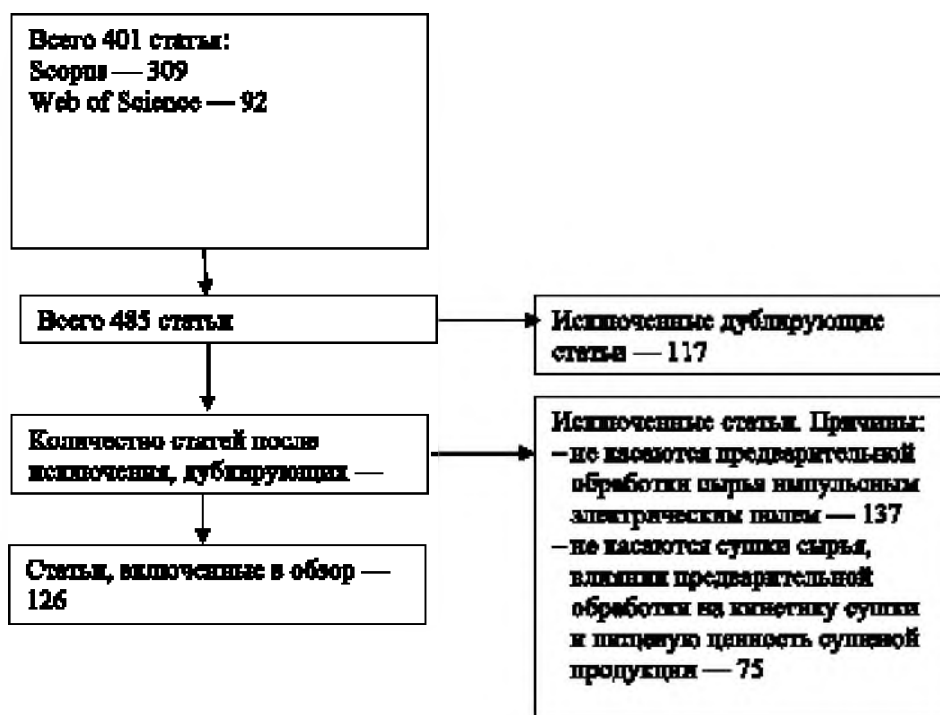 Всего 401 статья:
Scopus — 309
Web of Science — 92
Всего 485 статьи
Исключенные дублирующие
статьи — 117
Количество статей после
исключения, дублирующих —
Исключенные статьи. Причины:
–не касаются предварительной
обработки сырья импульсным
электрическим полем — 137
–не касаются сушки сырья,
влияния предварительной
обработки на кинетику сушки
и пищевую ценность сушеной
продукции — 75
Статьи, включенные в обзор —
126